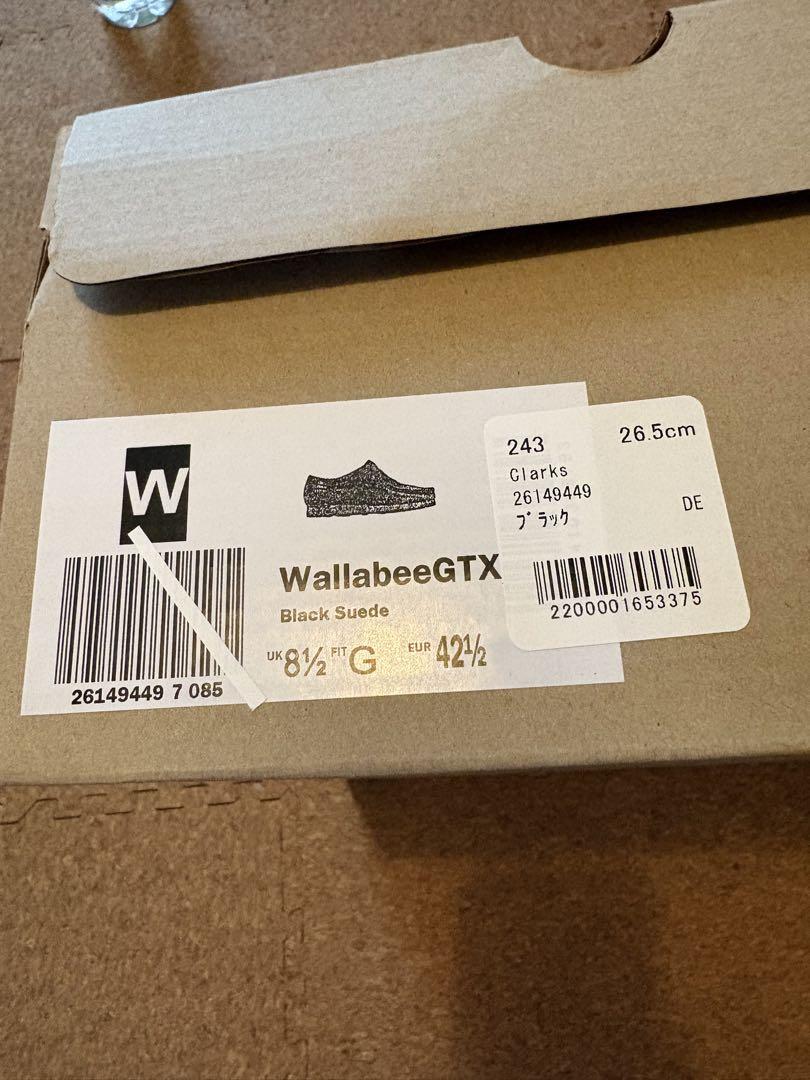 W
WallabeeGTX
Black Suede
UK 8½ FIT G EUR 42½
26149449 7 085
243 26.5cm
Clarks
26149449
ブラック DE
2200001653375